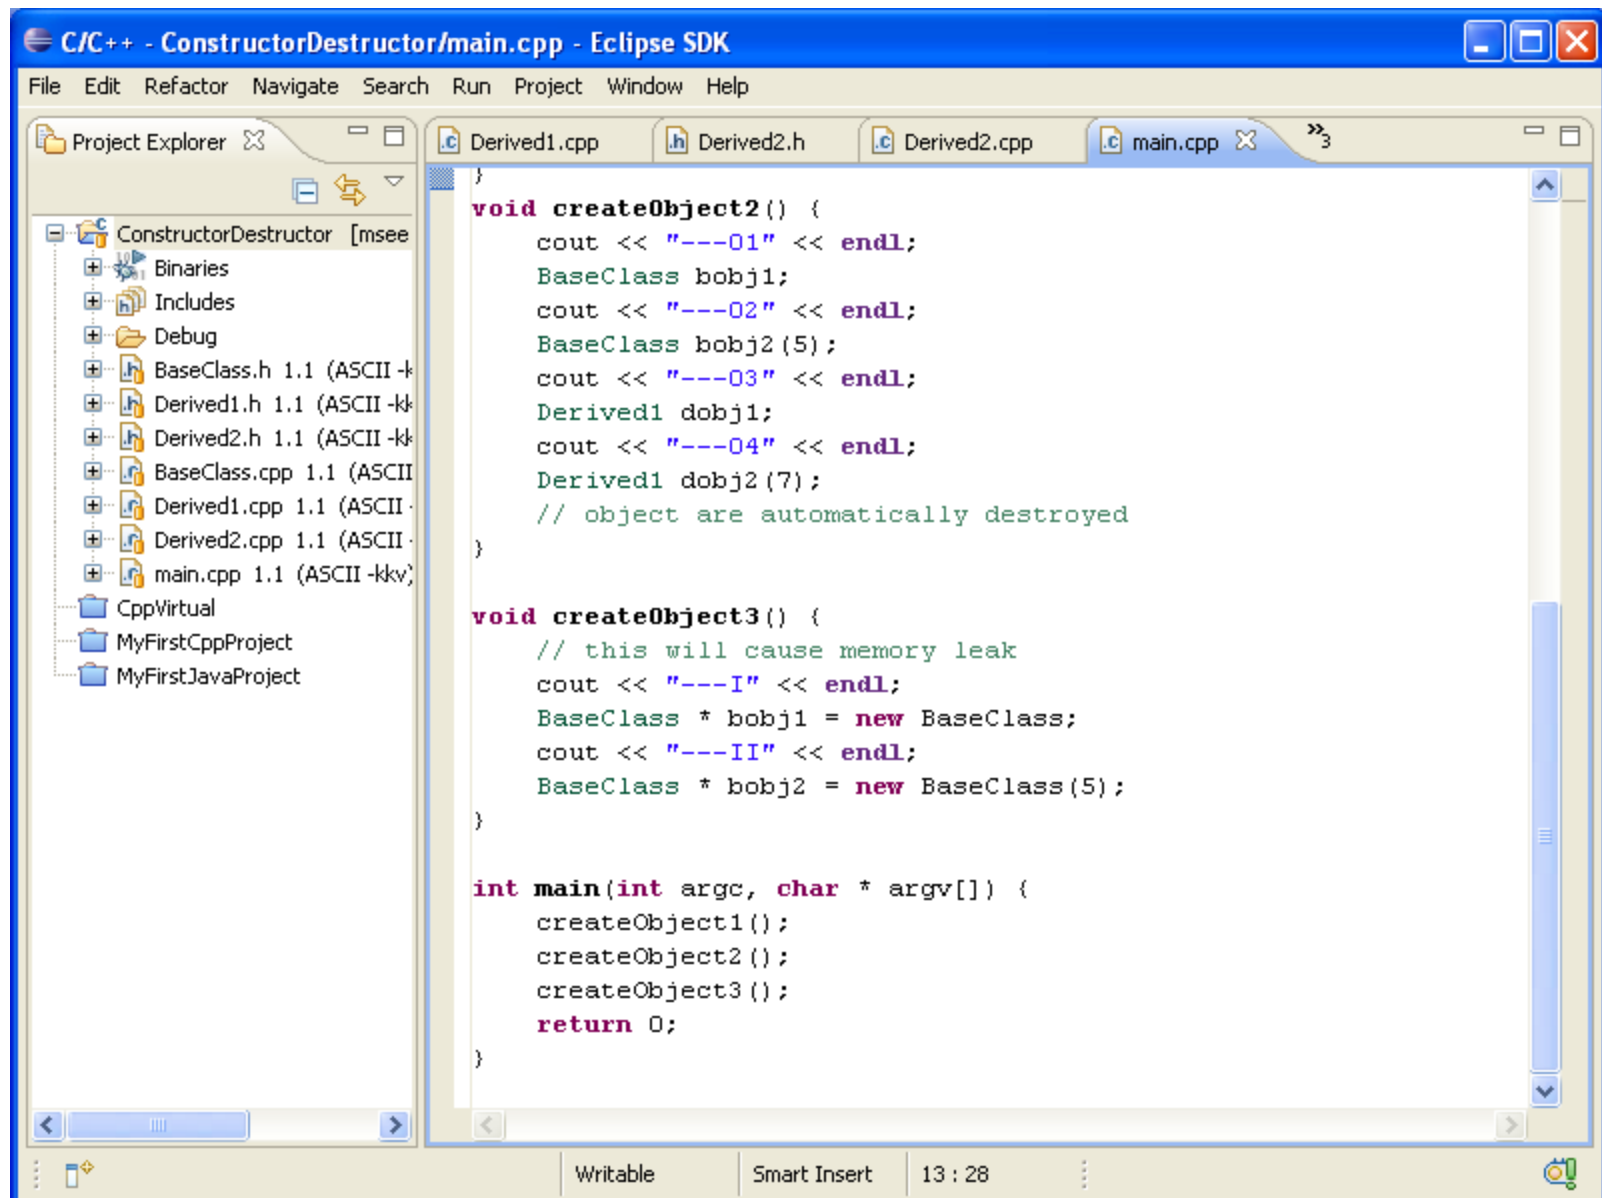 C/C++ - ConstructorDestructor/main.cpp - Eclipse SDK
File Edit Refactor Navigate Search Run Project Window Help
Project Explorer
ConstructorDestructor [msee
Binaries
Includes
Debug
BaseClass.h 1.1 (ASCII -k
Derived1.h 1.1 (ASCII -kk
Derived2.h 1.1 (ASCII -kk
BaseClass.cpp 1.1 (ASCII
Derived1.cpp 1.1 (ASCII -
Derived2.cpp 1.1 (ASCII -
main.cpp 1.1 (ASCII -kkv)
CppVirtual
MyFirstCppProject
MyFirstJavaProject
Derived1.cpp Derived2.h Derived2.cpp main.cpp »3
}
void createObject2() {
    cout << "---O1" << endl;
    BaseClass bobj1;
    cout << "---O2" << endl;
    BaseClass bobj2(5);
    cout << "---O3" << endl;
    Derived1 dobj1;
    cout << "---O4" << endl;
    Derived1 dobj2(7);
    // object are automatically destroyed
}
void createObject3() {
    // this will cause memory leak
    cout << "---I" << endl;
    BaseClass * bobj1 = new BaseClass;
    cout << "---II" << endl;
    BaseClass * bobj2 = new BaseClass(5);
}
int main(int argc, char * argv[]) {
    createObject1();
    createObject2();
    createObject3();
    return 0;
}
Writable Smart Insert 13 : 28